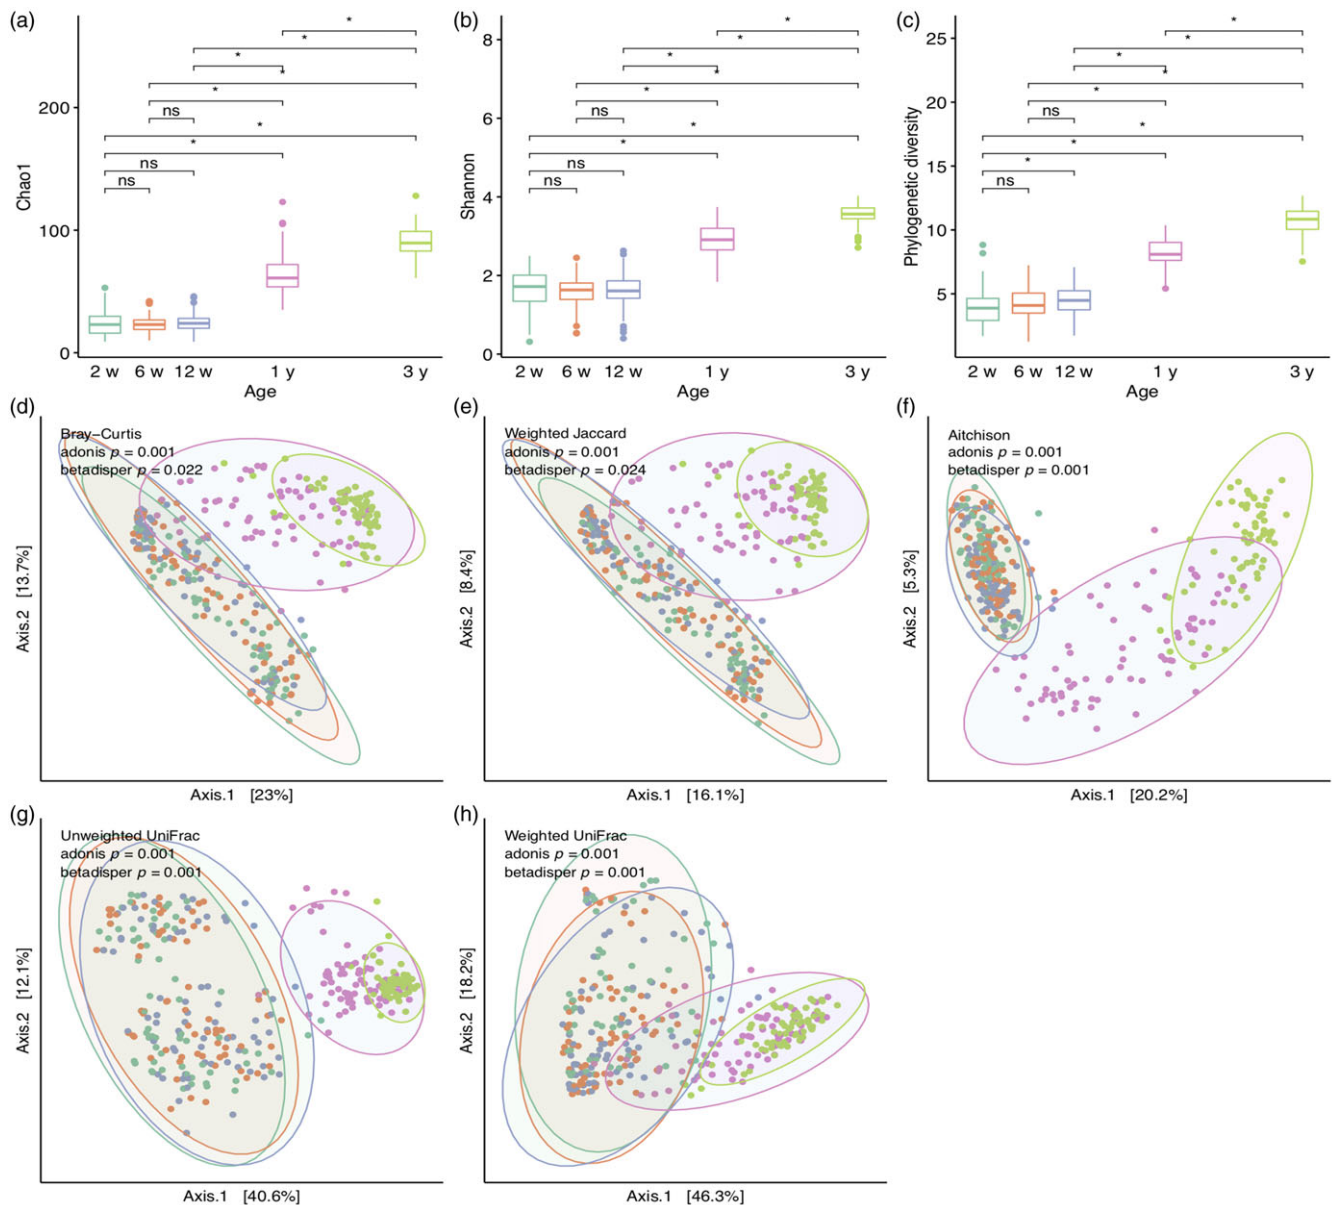 (a)
Chao1
200
100
0
*
*
*
*
*
ns
*
*
ns
ns
2 w 6 w 12 w 1 y 3 y
Age
(b)
Shannon
8
6
4
2
0
*
*
*
*
*
ns
*
*
ns
ns
2 w 6 w 12 w 1 y 3 y
Age
(c)
Phylogenetic diversity
25
20
15
10
5
*
*
*
*
*
ns
*
*
*
ns
2 w 6 w 12 w 1 y 3 y
Age
(d)
Bray–Curtis
adonis p = 0.001
betadisper p = 0.022
Axis.2 [13.7%]
Axis.1 [23%]
(e)
Weighted Jaccard
adonis p = 0.001
betadisper p = 0.024
Axis.2 [8.4%]
Axis.1 [16.1%]
(f)
Aitchison
adonis p = 0.001
betadisper p = 0.001
Axis.2 [5.3%]
Axis.1 [20.2%]
(g)
Unweighted UniFrac
adonis p = 0.001
betadisper p = 0.001
Axis.2 [12.1%]
Axis.1 [40.6%]
(h)
Weighted UniFrac
adonis p = 0.001
betadisper p = 0.001
Axis.2 [18.2%]
Axis.1 [46.3%]